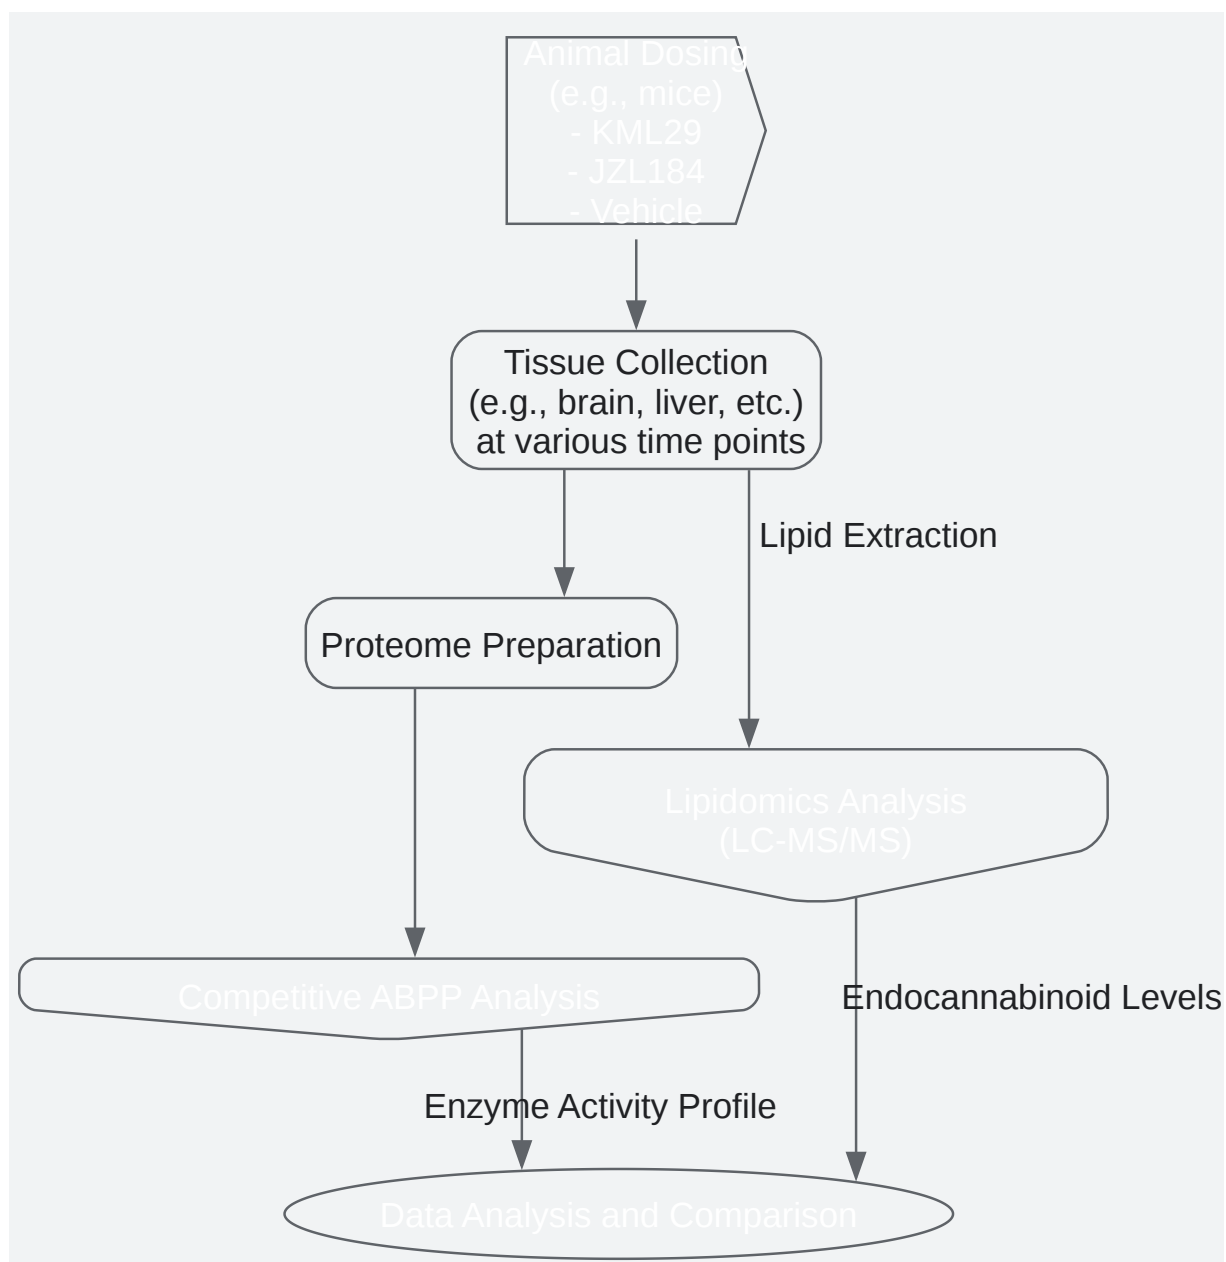 Animal Dosing
(e.g., mice)
- KML29
- JZL184
- Vehicle
Tissue Collection
(e.g., brain, liver, etc.)
at various time points
Lipid Extraction
Proteome Preparation
Lipidomics Analysis
(LC-MS/MS)
Competitive ABPP Analysis
Endocannabinoid Levels
Enzyme Activity Profile
Data Analysis and Comparison